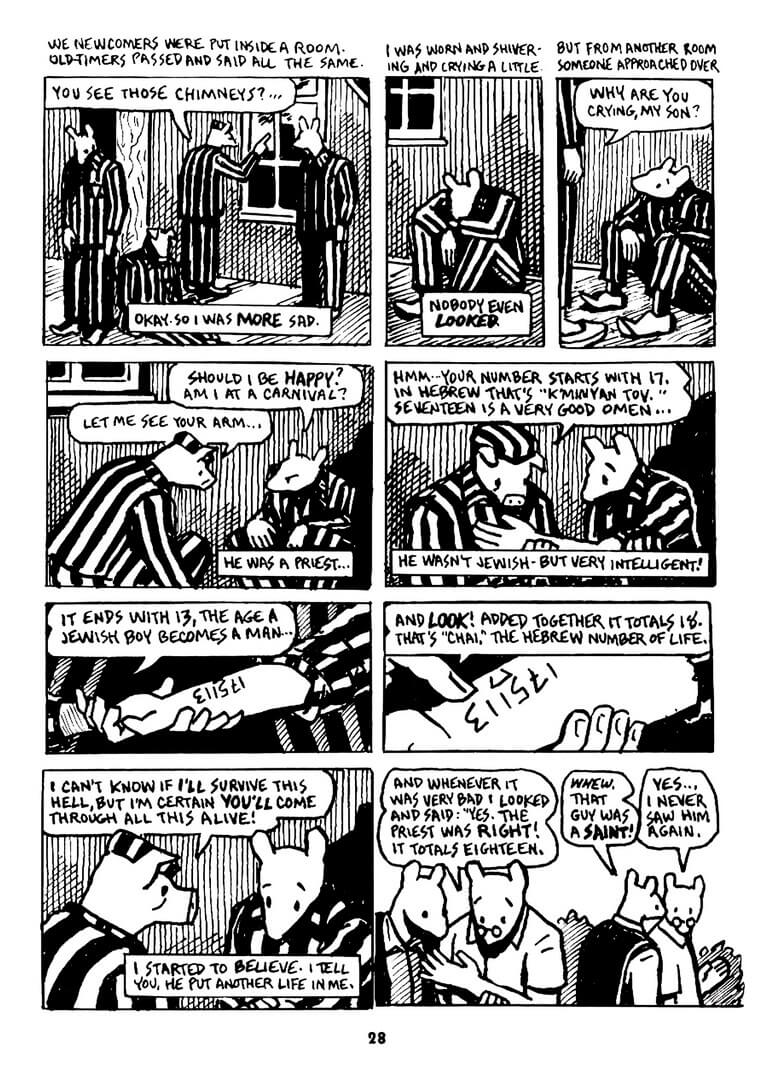 WE NEWCOMERS WERE PUT INSIDE A ROOM.
OLD-TIMERS PASSED AND SAID ALL THE SAME.
YOU SEE THOSE CHIMNEYS?...
OKAY. SO I WAS MORE SAD.
I WAS WORN AND SHIVER-
ING AND CRYING A LITTLE.
NOBODY EVEN
LOOKED.
BUT FROM ANOTHER ROOM
SOMEONE APPROACHED OVER
WHY ARE YOU
CRYING, MY SON?
SHOULD I BE HAPPY?
AM I AT A CARNIVAL?
LET ME SEE YOUR ARM...
HE WAS A PRIEST...
HMM...YOUR NUMBER STARTS WITH 17.
IN HEBREW THAT'S "K'MINYAN TOV."
SEVENTEEN IS A VERY GOOD OMEN...
HE WASN'T JEWISH-BUT VERY INTELLIGENT!
IT ENDS WITH 13, THE AGE A
JEWISH BOY BECOMES A MAN...
175113
AND LOOK! ADDED TOGETHER IT TOTALS 18.
THAT'S "CHAI," THE HEBREW NUMBER OF LIFE.
175113
I CAN'T KNOW IF I'LL SURVIVE THIS
HELL, BUT I'M CERTAIN YOU'LL COME
THROUGH ALL THIS ALIVE!
I STARTED TO BELIEVE. I TELL
YOU, HE PUT ANOTHER LIFE IN ME.
AND WHENEVER IT
WAS VERY BAD I LOOKED
AND SAID: "YES. THE
PRIEST WAS RIGHT!
IT TOTALS EIGHTEEN.
WHEW.
THAT
GUY WAS
A SAINT!
YES...
I NEVER
SAW HIM
AGAIN.
28